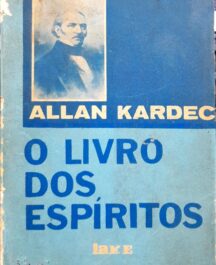 ALLAN KARDEC
O LIVRO
DOS
ESPÍRITOS
lake